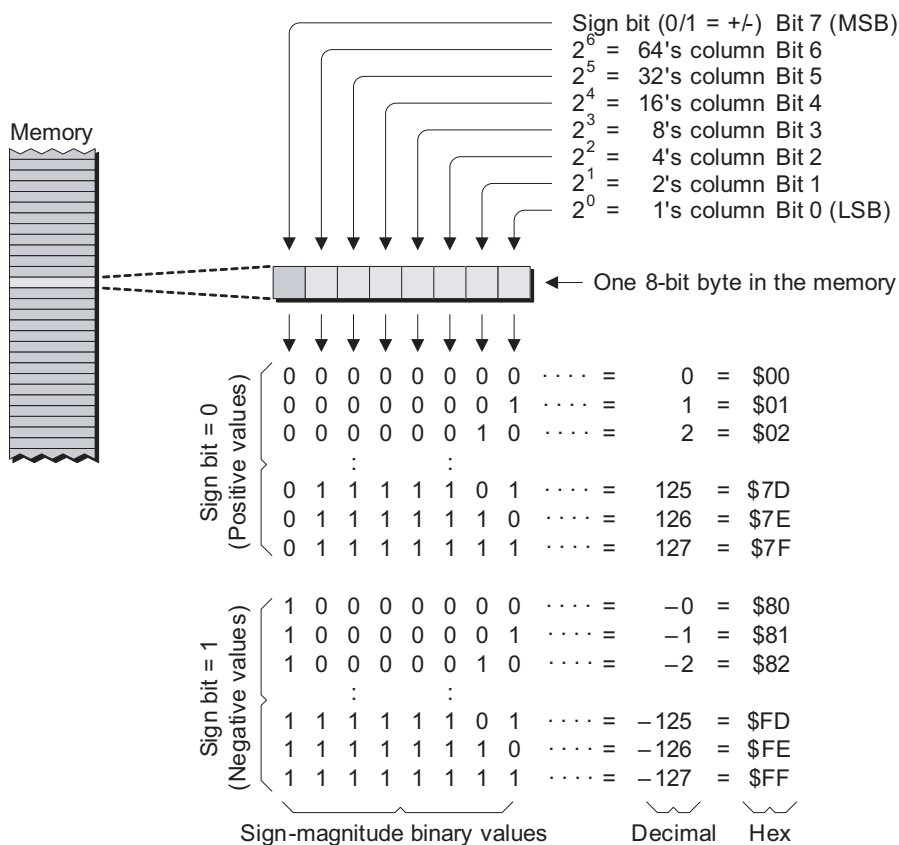 Sign bit (0/1 = +/-) Bit 7 (MSB)
2^6 = 64's column Bit 6
2^5 = 32's column Bit 5
2^4 = 16's column Bit 4
2^3 = 8's column Bit 3
2^2 = 4's column Bit 2
2^1 = 2's column Bit 1
2^0 = 1's column Bit 0 (LSB)
Memory
One 8-bit byte in the memory
Sign bit = 0
(Positive values)
0 0 0 0 0 0 0 0 ···· = 0 = $00
0 0 0 0 0 0 0 1 ···· = 1 = $01
0 0 0 0 0 0 1 0 ···· = 2 = $02
: :
0 1 1 1 1 1 0 1 ···· = 125 = $7D
0 1 1 1 1 1 1 0 ···· = 126 = $7E
0 1 1 1 1 1 1 1 ···· = 127 = $7F
Sign bit = 1
(Negative values)
1 0 0 0 0 0 0 0 ···· = –0 = $80
1 0 0 0 0 0 0 1 ···· = –1 = $81
1 0 0 0 0 0 1 0 ···· = –2 = $82
: :
1 1 1 1 1 1 0 1 ···· = –125 = $FD
1 1 1 1 1 1 1 0 ···· = –126 = $FE
1 1 1 1 1 1 1 1 ···· = –127 = $FF
Sign-magnitude binary values Decimal Hex